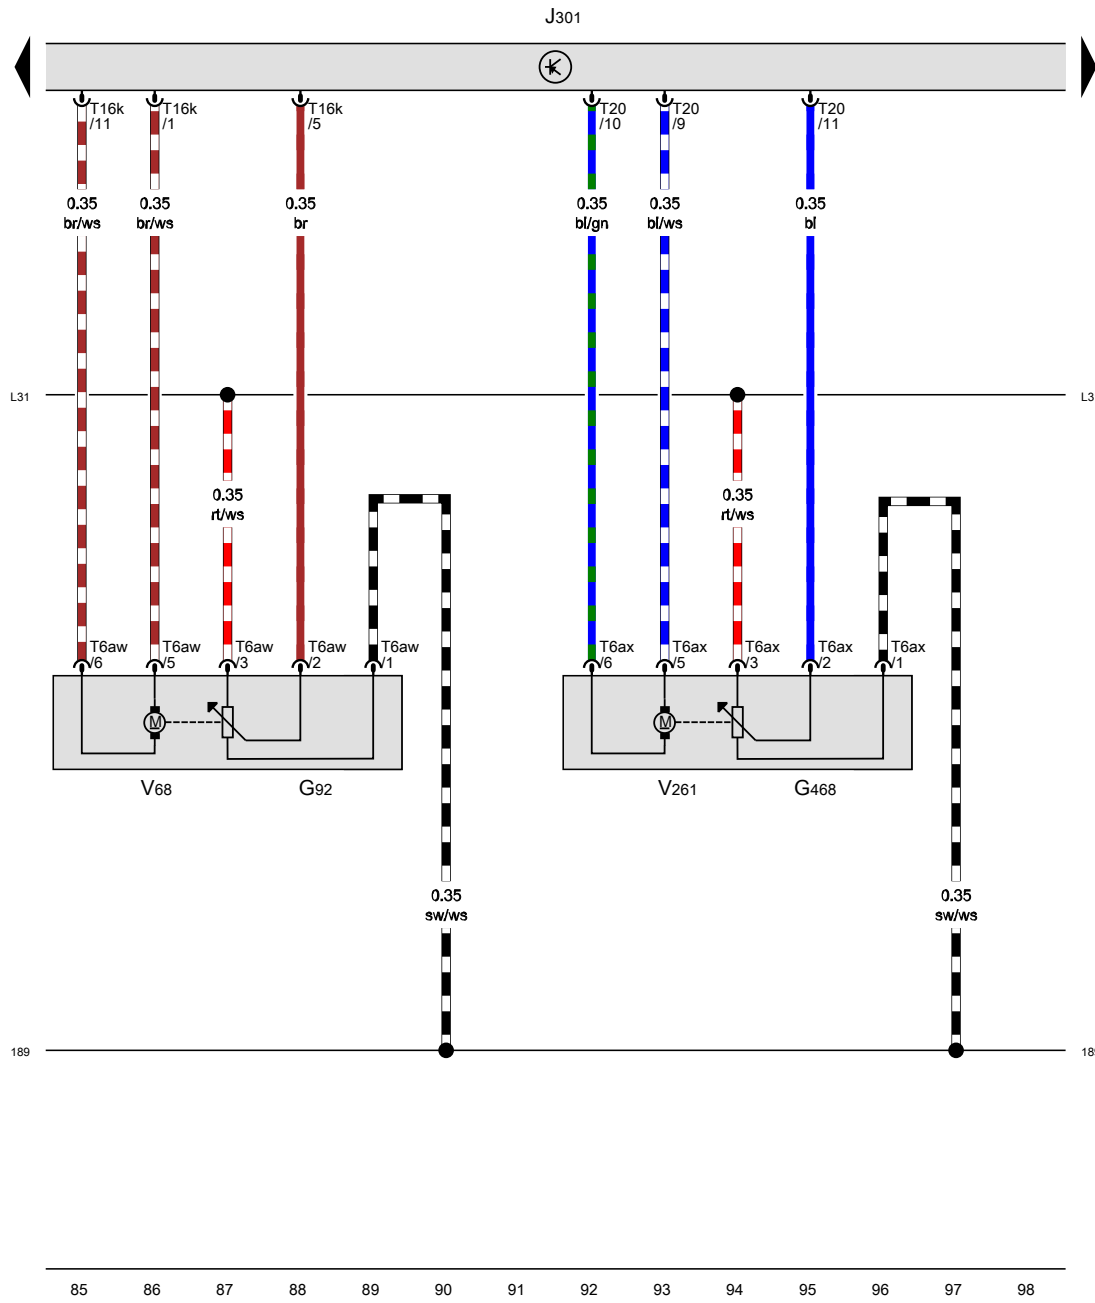 J301
T16k
/11
T16k
/1
T16k
/5
T20
/10
T20
/9
T20
/11
0.35
br/ws
0.35
br/ws
0.35
br
0.35
bl/gn
0.35
bl/ws
0.35
bl
L31
L3
0.35
rt/ws
0.35
rt/ws
T6aw
/6
T6aw
/5
T6aw
/3
T6aw
/2
T6aw
/1
T6ax
/6
T6ax
/5
T6ax
/3
T6ax
/2
T6ax
/1
M
M
V68
G92
V261
G468
0.35
sw/ws
0.35
sw/ws
189
189
85 86 87 88 89 90 91 92 93 94 95 96 97 98